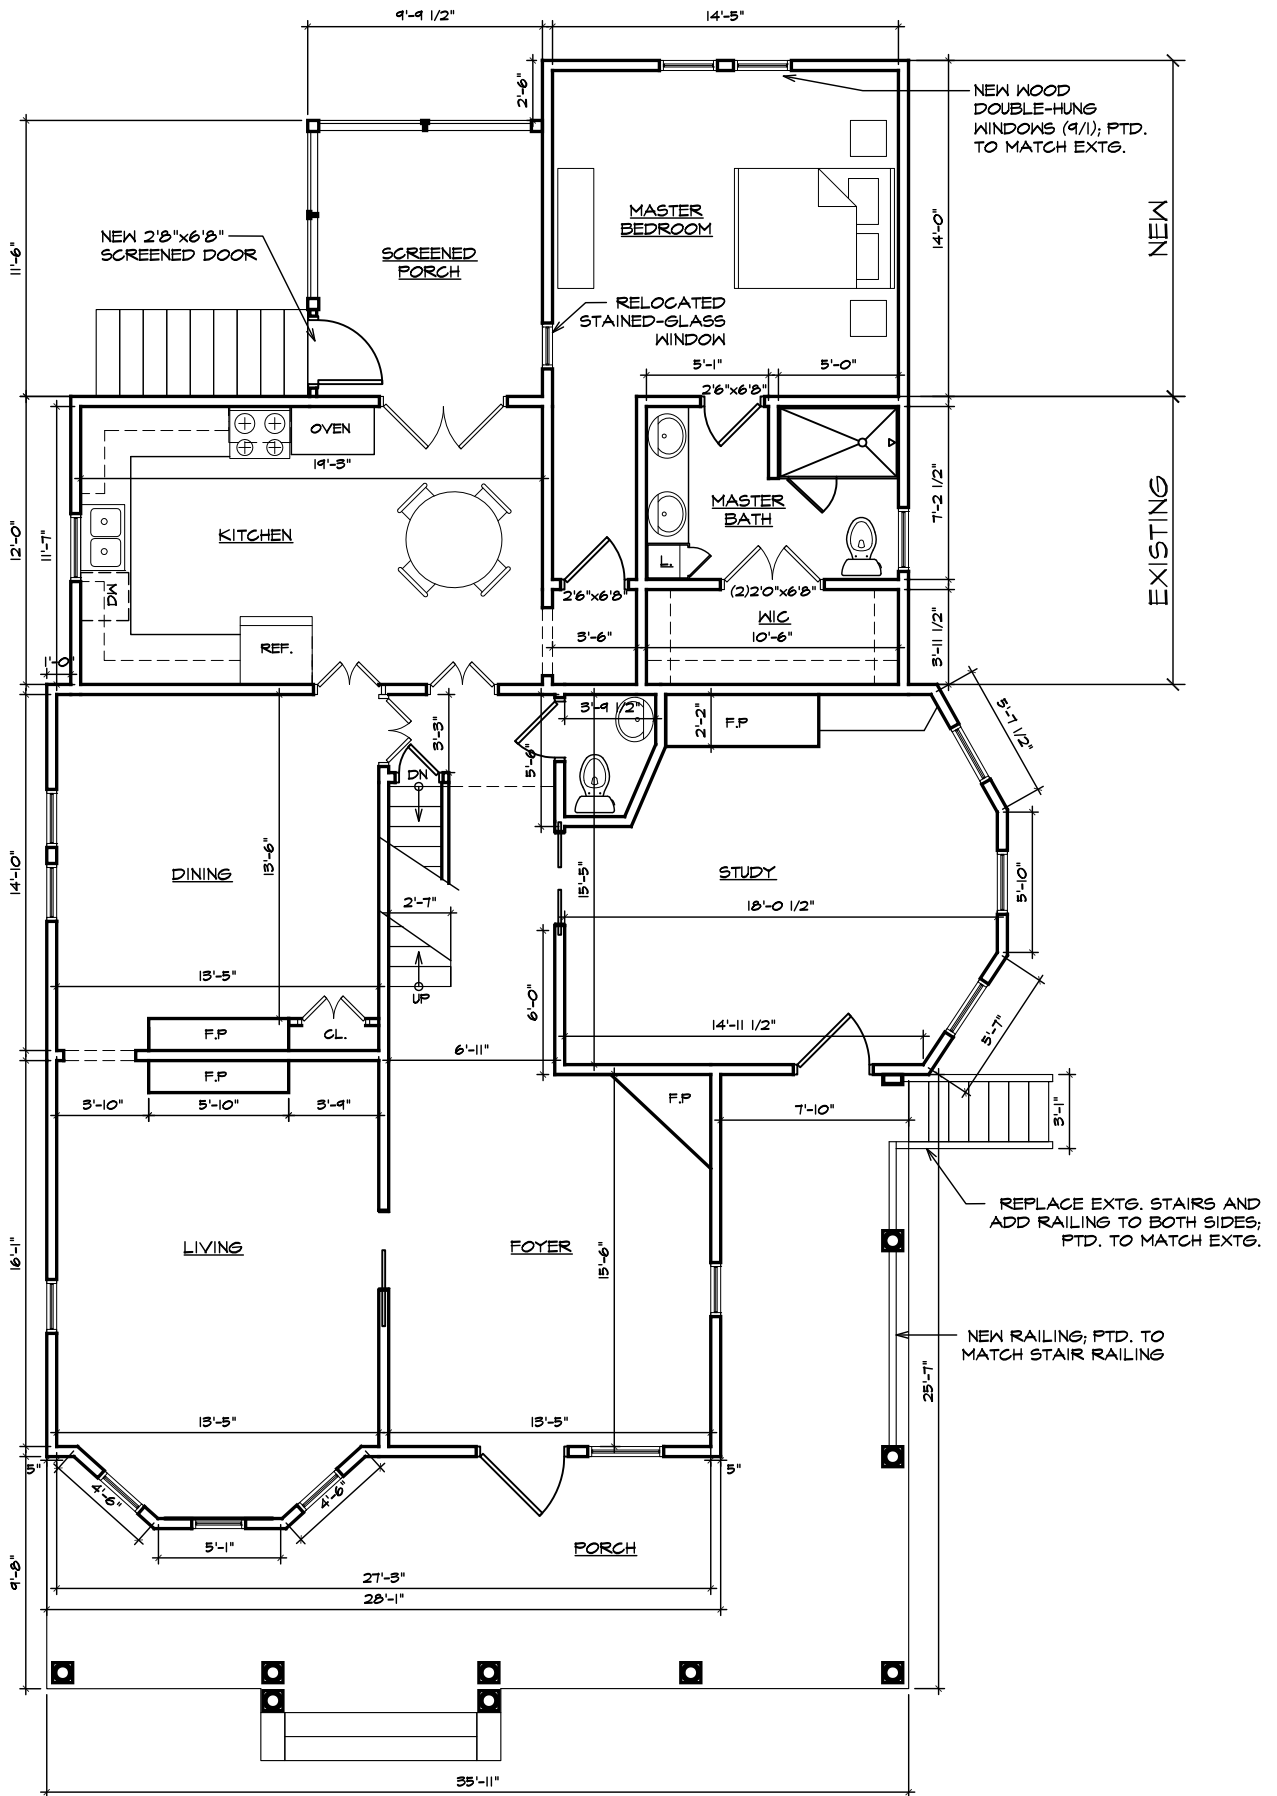 9'-9 1/2"
14'-5"
2'-6"
NEW WOOD
DOUBLE-HUNG
WINDOWS (9/1); PTD.
TO MATCH EXTG.
MASTER
BEDROOM
14'-0"
NEW
NEW 2'8"x6'8"
SCREENED DOOR
SCREENED
PORCH
11'-6"
RELOCATED
STAINED-GLASS
WINDOW
5'-1"
5'-0"
2'6"x6'8"
OVEN
19'-3"
KITCHEN
12'-0"
11'-7"
DW
REF.
1'-0"
MASTER
BATH
7'-2 1/2"
EXISTING
L.
2'6"x6'8"
(2)2'0"x6'8"
WIC
3'-6"
10'-6"
3'-11 1/2"
3'-9 1/2"
2'-2"
F.P
5'-7 1/2"
3'-3"
5'-6"
DN
14'-10"
DINING
13'-6"
15'-5"
STUDY
5'-10"
2'-7"
18'-0 1/2"
13'-5"
UP
6'-0"
14'-11 1/2"
5'-7"
F.P
CL.
6'-11"
F.P
3'-10"
5'-10"
3'-9"
F.P
7'-10"
3'-1"
REPLACE EXTG. STAIRS AND
ADD RAILING TO BOTH SIDES;
PTD. TO MATCH EXTG.
16'-1"
LIVING
FOYER
15'-6"
NEW RAILING; PTD. TO
MATCH STAIR RAILING
25'-7"
13'-5"
13'-5"
5"
5"
4'-6"
4'-6"
5'-1"
PORCH
9'-8"
27'-3"
28'-1"
35'-11"